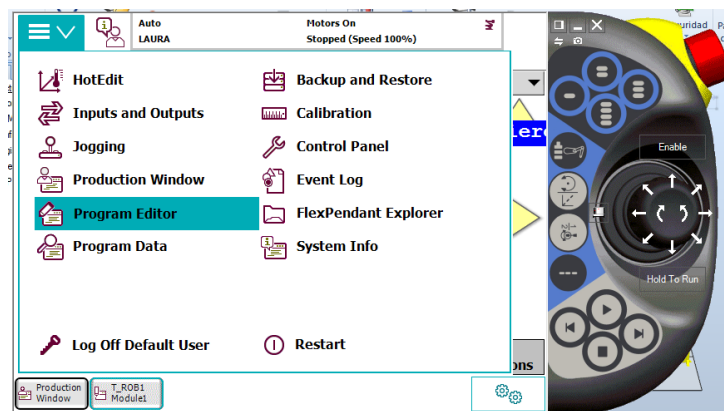 Auto
LAURA
Motors On
Stopped (Speed 100%)
HotEdit
Backup and Restore
Inputs and Outputs
Calibration
Jogging
Control Panel
Production Window
Event Log
Program Editor
FlexPendant Explorer
Program Data
System Info
Log Off Default User
Restart
Production
Window
T_ROB1
Module1
Enable
Hold To Run